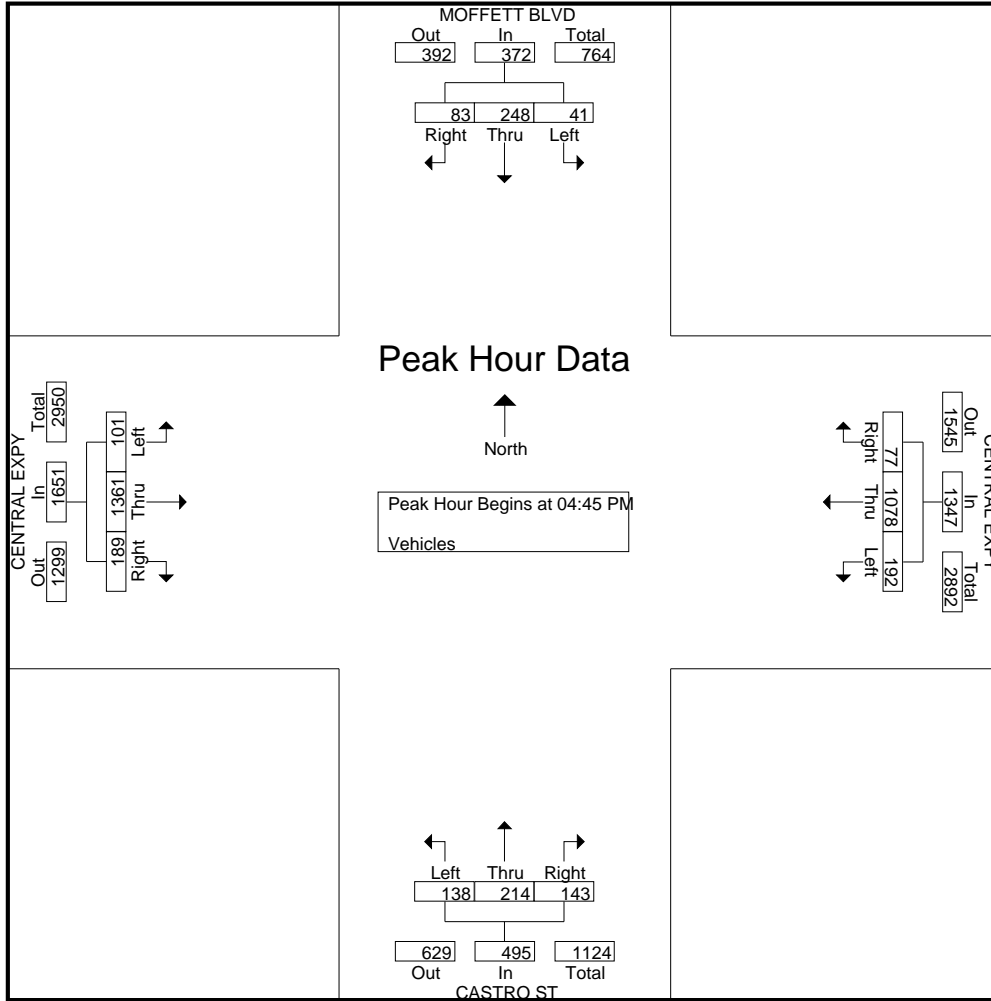 MOFFETT BLVD
Out In Total
392 372 764
83 248 41
Right Thru Left
Peak Hour Data
North
Peak Hour Begins at 04:45 PM
Vehicles
CENTRAL EXPY
Out In Total
1299 1651 2950
189 1361 101
Right Thru Left
CENTRAL EXPY
Out In Total
1545 1347 2892
77 1078 192
Right Thru Left
Left Thru Right
138 214 143
629 495 1124
Out In Total
CASTRO ST